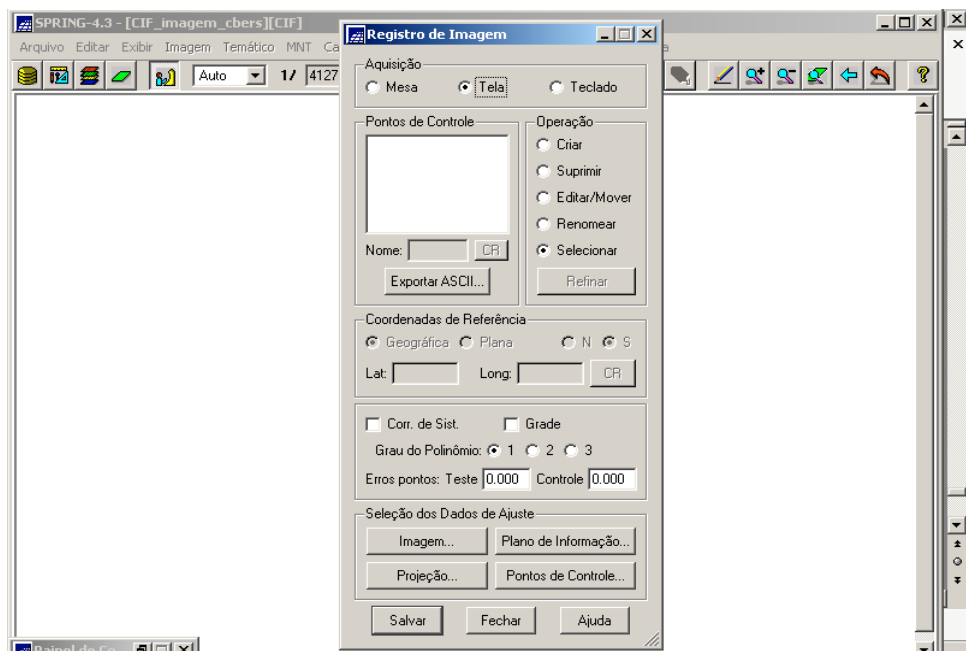 SPRING-4.3 - [CIF_imagem_cbers][CIF]
Arquivo Editar Exibir Imagem Temático MNT Ca
Auto 1/ 4127
Registro de Imagem
Aquisição
Mesa Tela Teclado
Pontos de Controle
Nome: CR
Exportar ASCII...
Operação
Criar
Suprimir
Editar/Mover
Renomear
Selecionar
Refinar
Coordenadas de Referência
Geográfica Plana N S
Lat: Long: CR
Corr. de Sist. Grade
Grau do Polinômio: 1 2 3
Erros pontos: Teste 0.000 Controle 0.000
Seleção dos Dados de Ajuste
Imagem... Plano de Informação...
Projeção... Pontos de Controle...
Salvar Fechar Ajuda